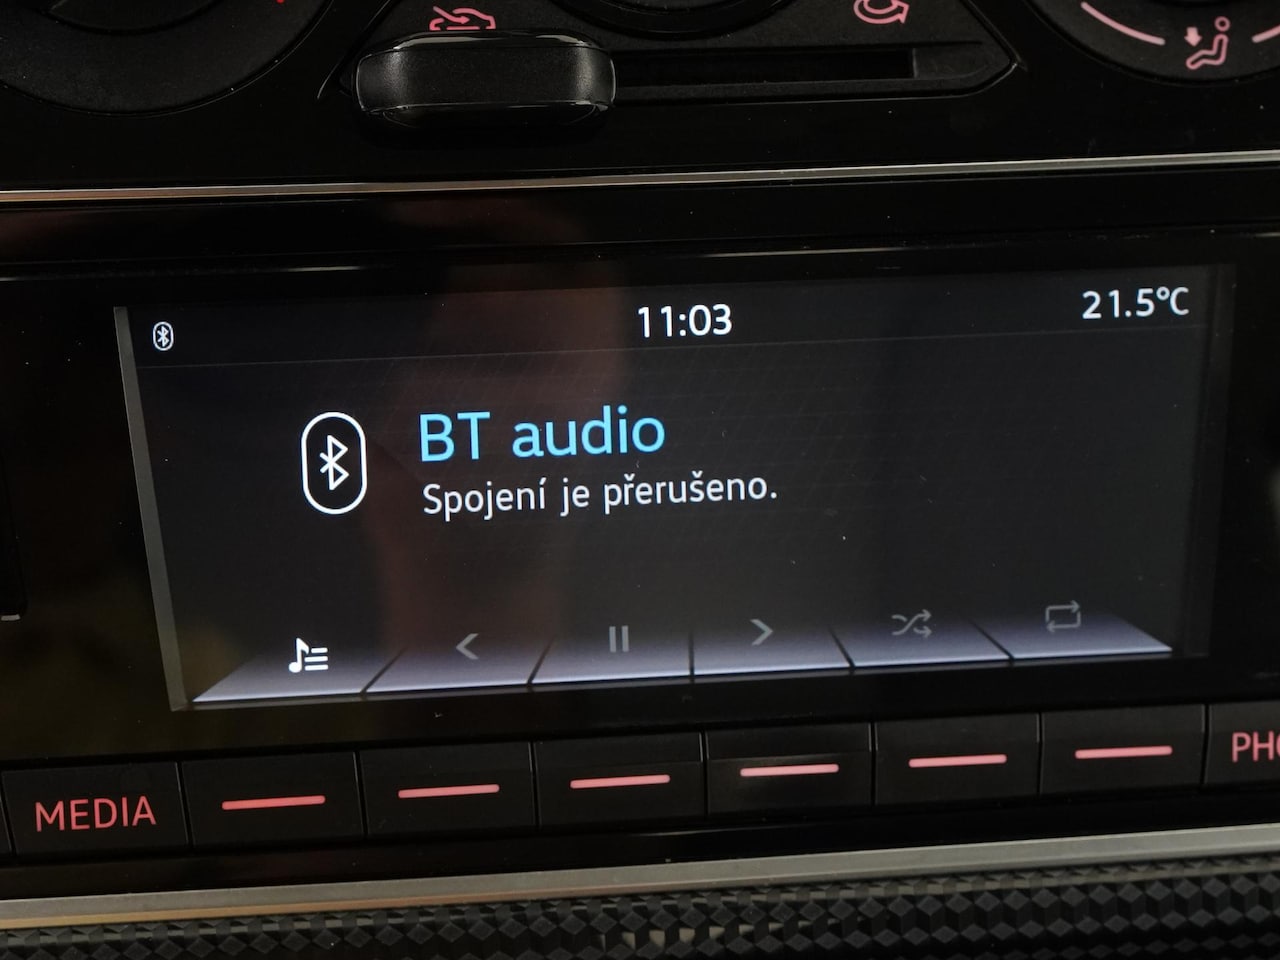 11:03
21.5°C
BT audio
Spojení je přerušeno.
MEDIA